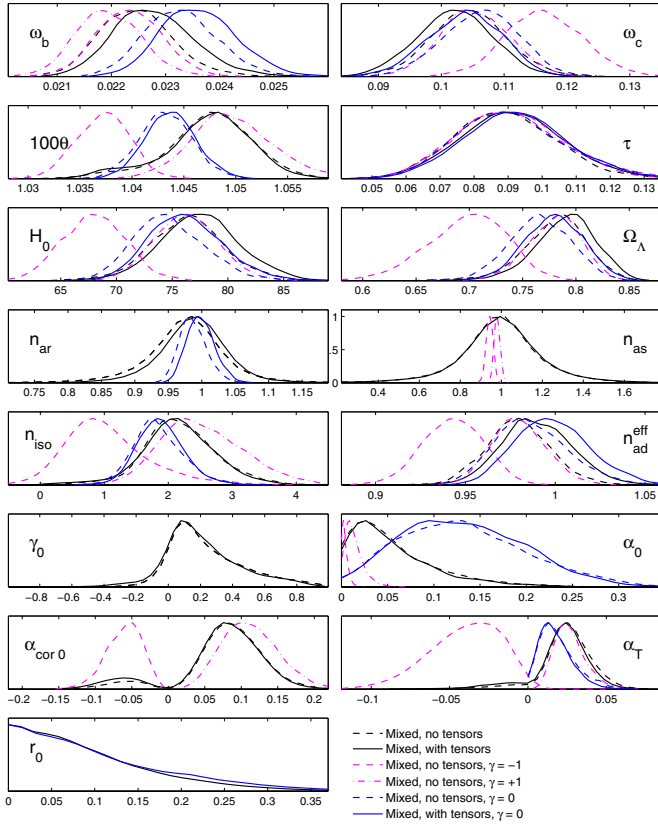 ω_b
ω_c
0.021 0.022 0.023 0.024 0.025
0.09 0.1 0.11 0.12 0.13
100θ
τ
1.03 1.035 1.04 1.045 1.05 1.055
0.05 0.06 0.07 0.08 0.09 0.1 0.11 0.12 0.13
H_0
Ω_Λ
65 70 75 80 85
0.6 0.65 0.7 0.75 0.8 0.85
n_ar
1
0.5
0
n_as
0.75 0.8 0.85 0.9 0.95 1 1.05 1.1 1.15
0.4 0.6 0.8 1 1.2 1.4 1.6
n_iso
n_ad^eff
0 1 2 3 4
0.9 0.95 1 1.05
γ_0
α_0
−0.8 −0.6 −0.4 −0.2 0 0.2 0.4 0.6 0.8
0 0.05 0.1 0.15 0.2 0.25 0.3
α_cor 0
α_T
−0.2 −0.15 −0.1 −0.05 0 0.05 0.1 0.15 0.2
−0.1 −0.05 0 0.05
r_0
0 0.05 0.1 0.15 0.2 0.25 0.3 0.35
Mixed, no tensors
Mixed, with tensors
Mixed, no tensors, γ = −1
Mixed, no tensors, γ = +1
Mixed, no tensors, γ = 0
Mixed, with tensors, γ = 0